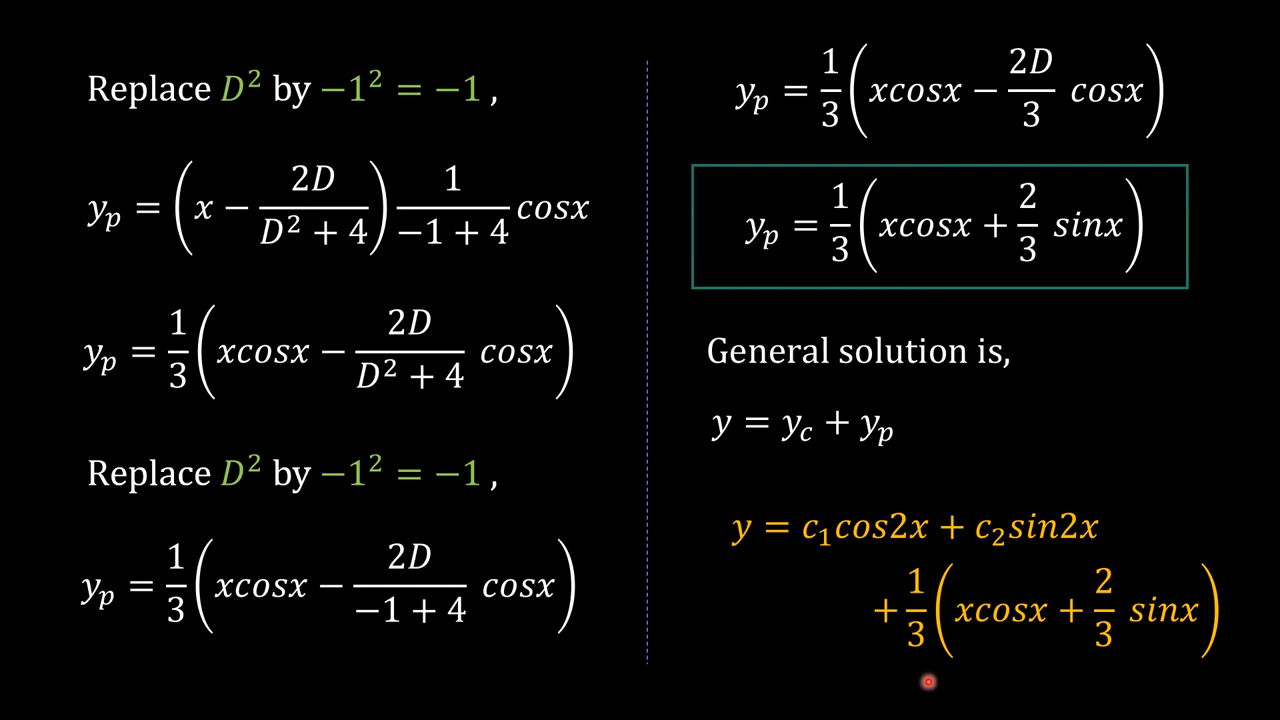 Replace D² by −1² = −1 ,
y_p = (x − 2D/(D² + 4)) 1/(−1 + 4) cosx
y_p = 1/3 (xcosx − 2D/(D² + 4) cosx)
Replace D² by −1² = −1 ,
y_p = 1/3 (xcosx − 2D/(−1 + 4) cosx)
y_p = 1/3 (xcosx − 2D/3 cosx)
y_p = 1/3 (xcosx + 2/3 sinx)
General solution is,
y = y_c + y_p
y = c₁cos2x + c₂sin2x
+ 1/3 (xcosx + 2/3 sinx)